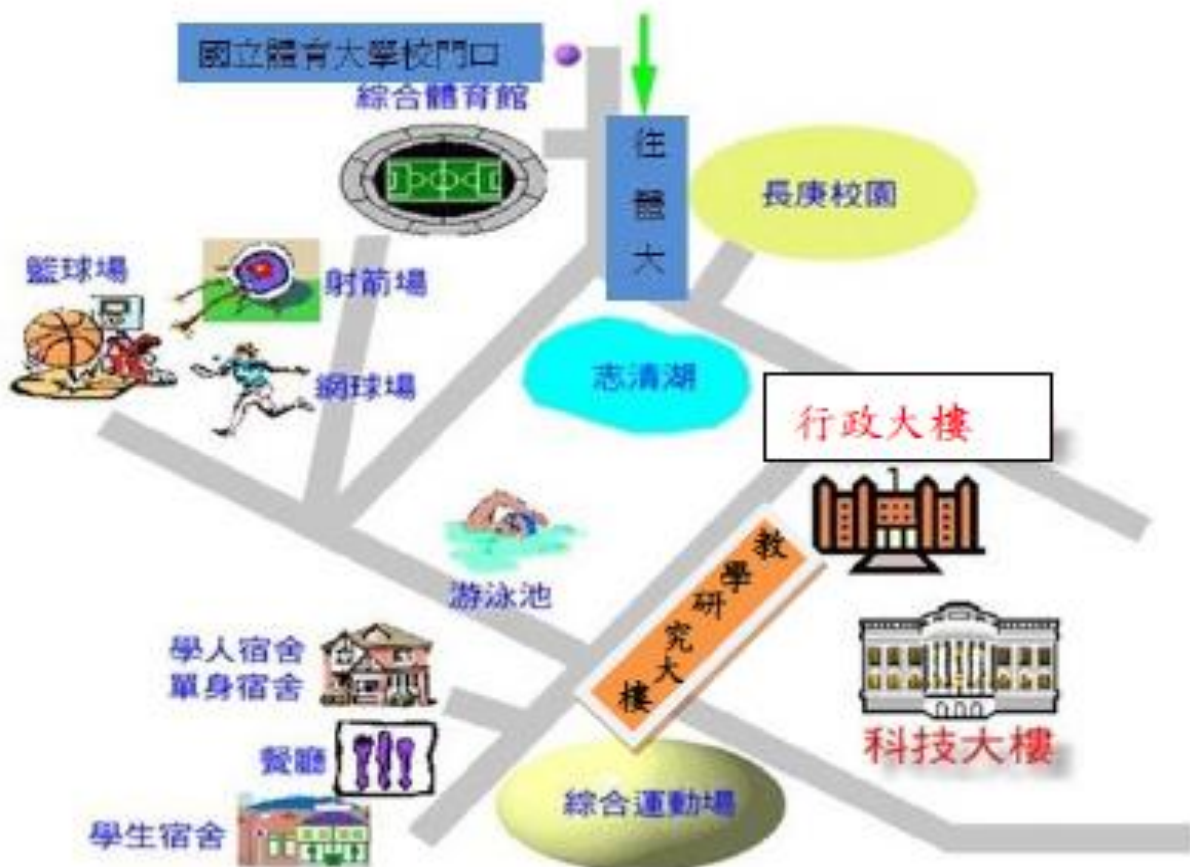 國立體育大學校門口
綜合體育館
往體大
長庚校園
籃球場
射箭場
網球場
志清湖
行政大樓
教學研究大樓
游泳池
學人宿舍
單身宿舍
科技大樓
餐廳
綜合運動場
學生宿舍